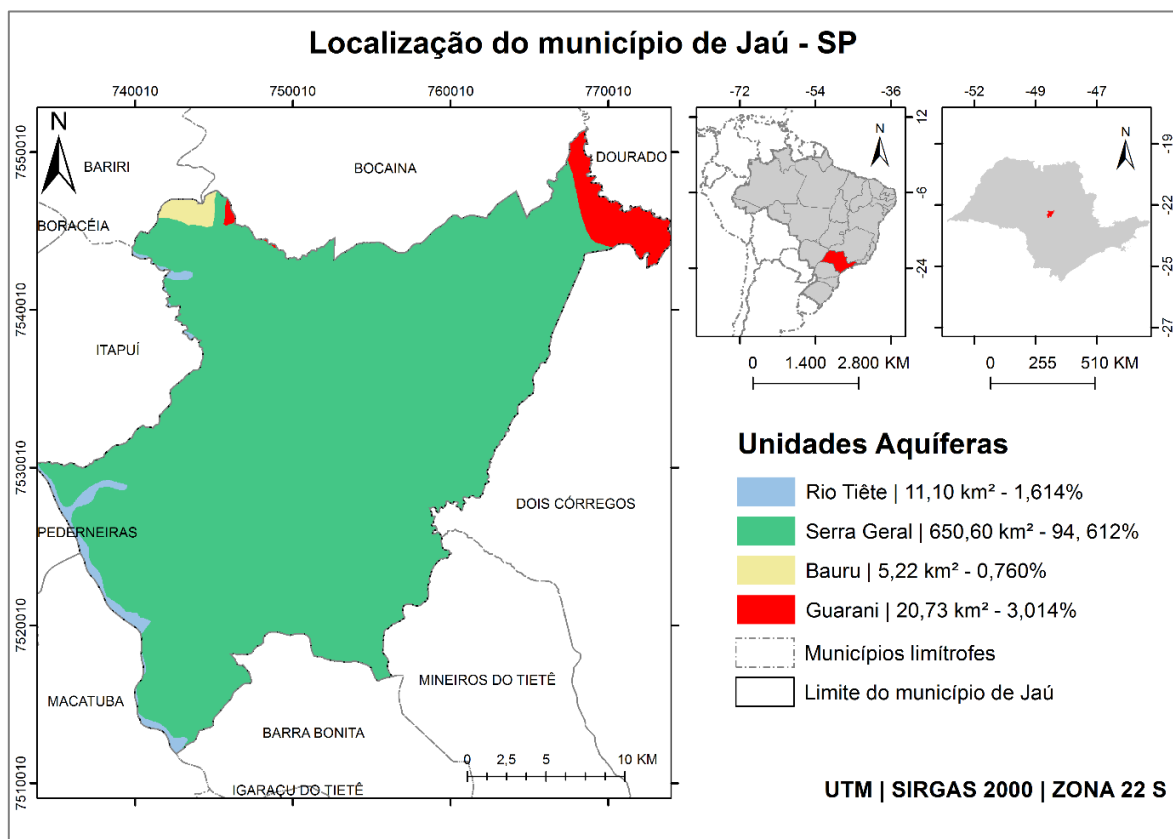 Localização do município de Jaú - SP
740010 750010 760010 770010
7550010
7540010
7530010
7520010
7510010
N
BARIRI
BOCAINA
DOURADO
BORACÉIA
ITAPUÍ
DOIS CÓRREGOS
PEDERNEIRAS
MACATUBA
MINEIROS DO TIETÊ
BARRA BONITA
IGARAÇU DO TIETÊ
0 2,5 5 10 KM
-72 -54 -36
12
-6
-24
N
0 1.400 2.800 KM
-52 -49 -47
-19
-22
-25
-27
N
0 255 510 KM
Unidades Aquíferas
Rio Tiête | 11,10 km² - 1,614%
Serra Geral | 650,60 km² - 94, 612%
Bauru | 5,22 km² - 0,760%
Guarani | 20,73 km² - 3,014%
Municípios limítrofes
Limite do município de Jaú
UTM | SIRGAS 2000 | ZONA 22 S